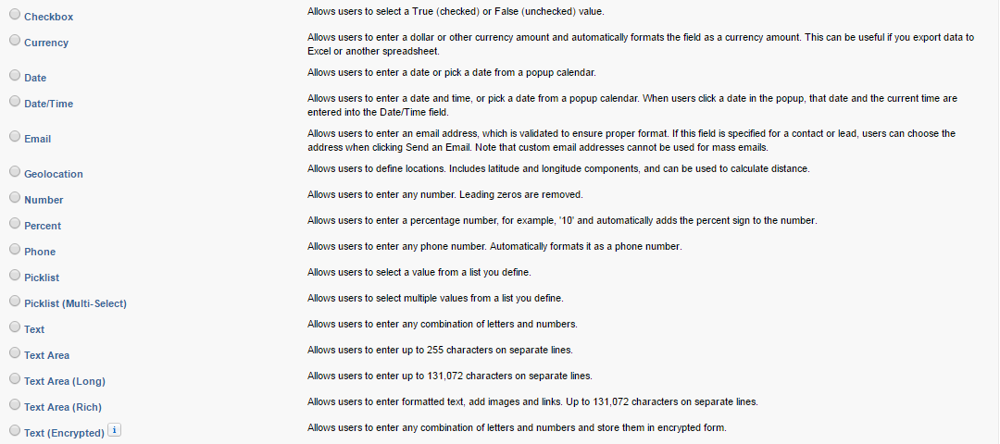 Checkbox Allows users to select a True (checked) or False (unchecked) value.
Currency Allows users to enter a dollar or other currency amount and automatically formats the field as a currency amount. This can be useful if you export data to
Excel or another spreadsheet.
Date Allows users to enter a date or pick a date from a popup calendar.
Date/Time Allows users to enter a date and time, or pick a date from a popup calendar. When users click a date in the popup, that date and the current time are
entered into the Date/Time field.
Email Allows users to enter an email address, which is validated to ensure proper format. If this field is specified for a contact or lead, users can choose the
address when clicking Send an Email. Note that custom email addresses cannot be used for mass emails.
Geolocation Allows users to define locations. Includes latitude and longitude components, and can be used to calculate distance.
Number Allows users to enter any number. Leading zeros are removed.
Percent Allows users to enter a percentage number, for example, '10' and automatically adds the percent sign to the number.
Phone Allows users to enter any phone number. Automatically formats it as a phone number.
Picklist Allows users to select a value from a list you define.
Picklist (Multi-Select) Allows users to select multiple values from a list you define.
Text Allows users to enter any combination of letters and numbers.
Text Area Allows users to enter up to 255 characters on separate lines.
Text Area (Long) Allows users to enter up to 131,072 characters on separate lines.
Text Area (Rich) Allows users to enter formatted text, add images and links. Up to 131,072 characters on separate lines.
Text (Encrypted) i Allows users to enter any combination of letters and numbers and store them in encrypted form.